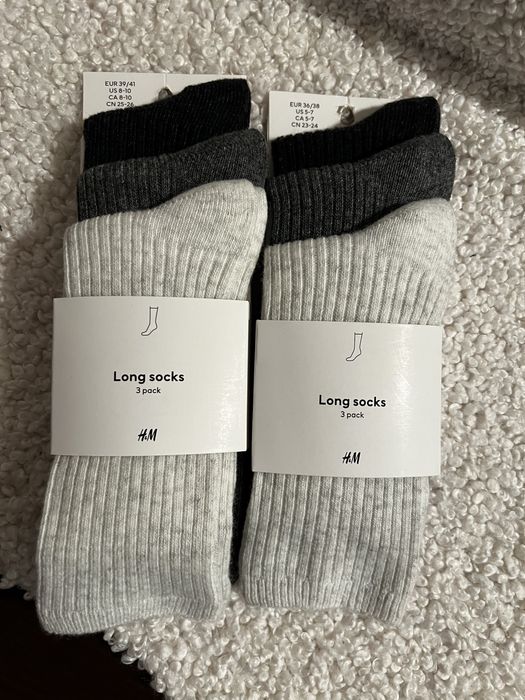 EUR 39/41
US 8-10
CA 8-10
CN 25-26
Long socks
3 pack
H&M
EUR 36/38
US 5-7
CA 5-7
CN 23-24
Long socks
3 pack
H&M